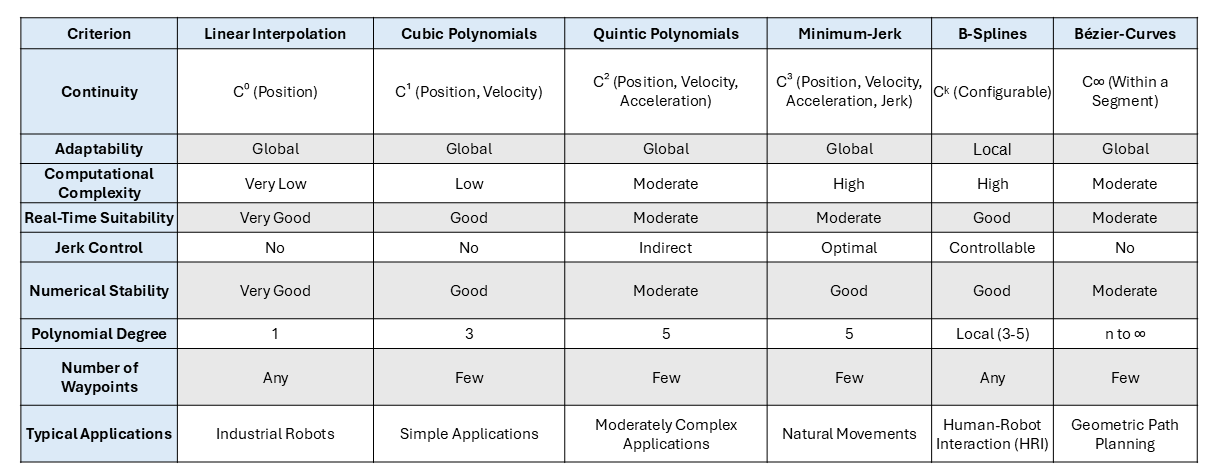 Criterion Linear Interpolation Cubic Polynomials Quintic Polynomials Minimum-Jerk B-Splines Bézier-Curves
Continuity C⁰ (Position) C¹ (Position, Velocity) C² (Position, Velocity, Acceleration) C³ (Position, Velocity, Acceleration, Jerk) Cᵏ (Configurable) C∞ (Within a Segment)
Adaptability Global Global Global Global Local Global
Computational Complexity Very Low Low Moderate High High Moderate
Real-Time Suitability Very Good Good Moderate Moderate Good Moderate
Jerk Control No No Indirect Optimal Controllable No
Numerical Stability Very Good Good Moderate Good Good Moderate
Polynomial Degree 1 3 5 5 Local (3-5) n to ∞
Number of Waypoints Any Few Few Few Any Few
Typical Applications Industrial Robots Simple Applications Moderately Complex Applications Natural Movements Human-Robot Interaction (HRI) Geometric Path Planning